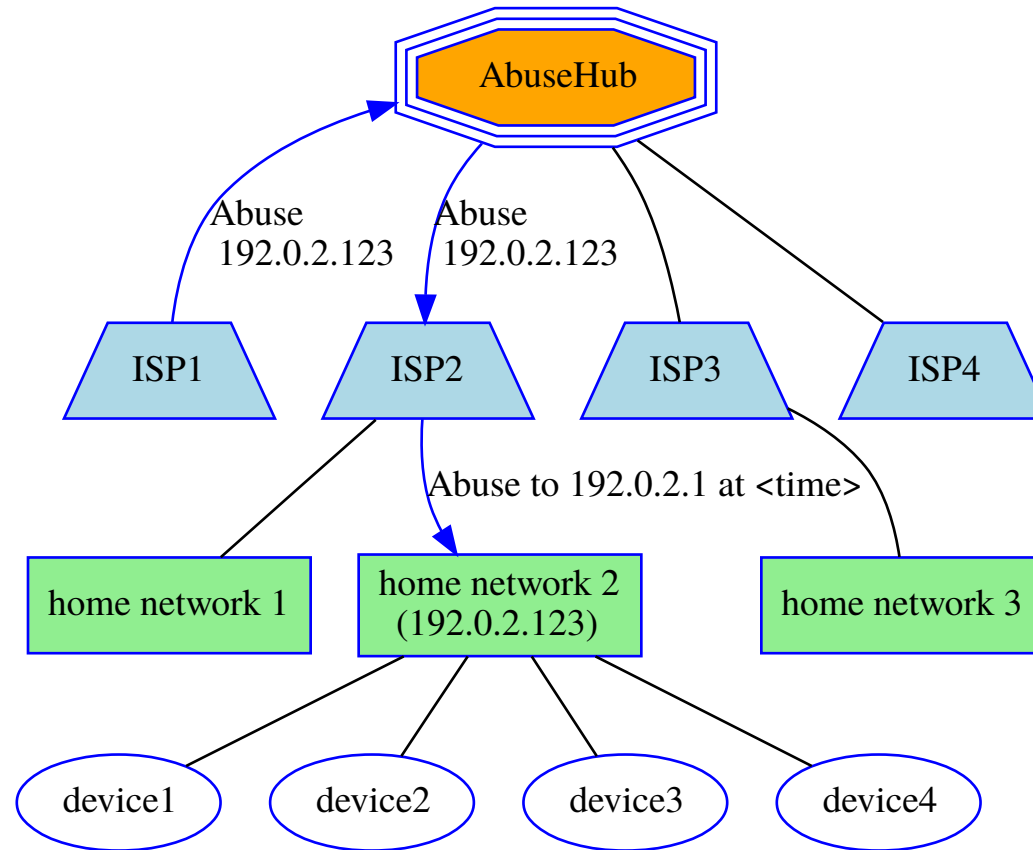 AbuseHub
Abuse
192.0.2.123
Abuse
192.0.2.123
ISP1
ISP2
ISP3
ISP4
Abuse to 192.0.2.1 at <time>
home network 1
home network 2
(192.0.2.123)
home network 3
device1
device2
device3
device4